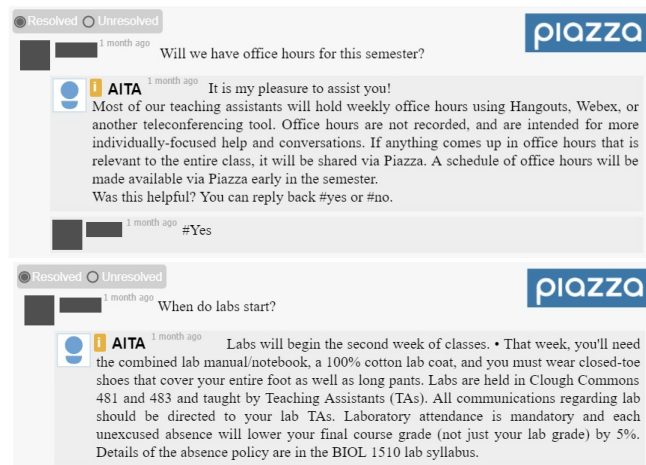 Resolved Unresolved
piazza
1 month ago Will we have office hours for this semester?
i AITA 1 month ago It is my pleasure to assist you!
Most of our teaching assistants will hold weekly office hours using Hangouts, Webex, or
another teleconferencing tool. Office hours are not recorded, and are intended for more
individually-focused help and conversations. If anything comes up in office hours that is
relevant to the entire class, it will be shared via Piazza. A schedule of office hours will be
made available via Piazza early in the semester.
Was this helpful? You can reply back #yes or #no.
1 month ago #Yes
Resolved Unresolved
piazza
1 month ago When do labs start?
i AITA 1 month ago Labs will begin the second week of classes. • That week, you'll need
the combined lab manual/notebook, a 100% cotton lab coat, and you must wear closed-toe
shoes that cover your entire foot as well as long pants. Labs are held in Clough Commons
481 and 483 and taught by Teaching Assistants (TAs). All communications regarding lab
should be directed to your lab TAs. Laboratory attendance is mandatory and each
unexcused absence will lower your final course grade (not just your lab grade) by 5%.
Details of the absence policy are in the BIOL 1510 lab syllabus.